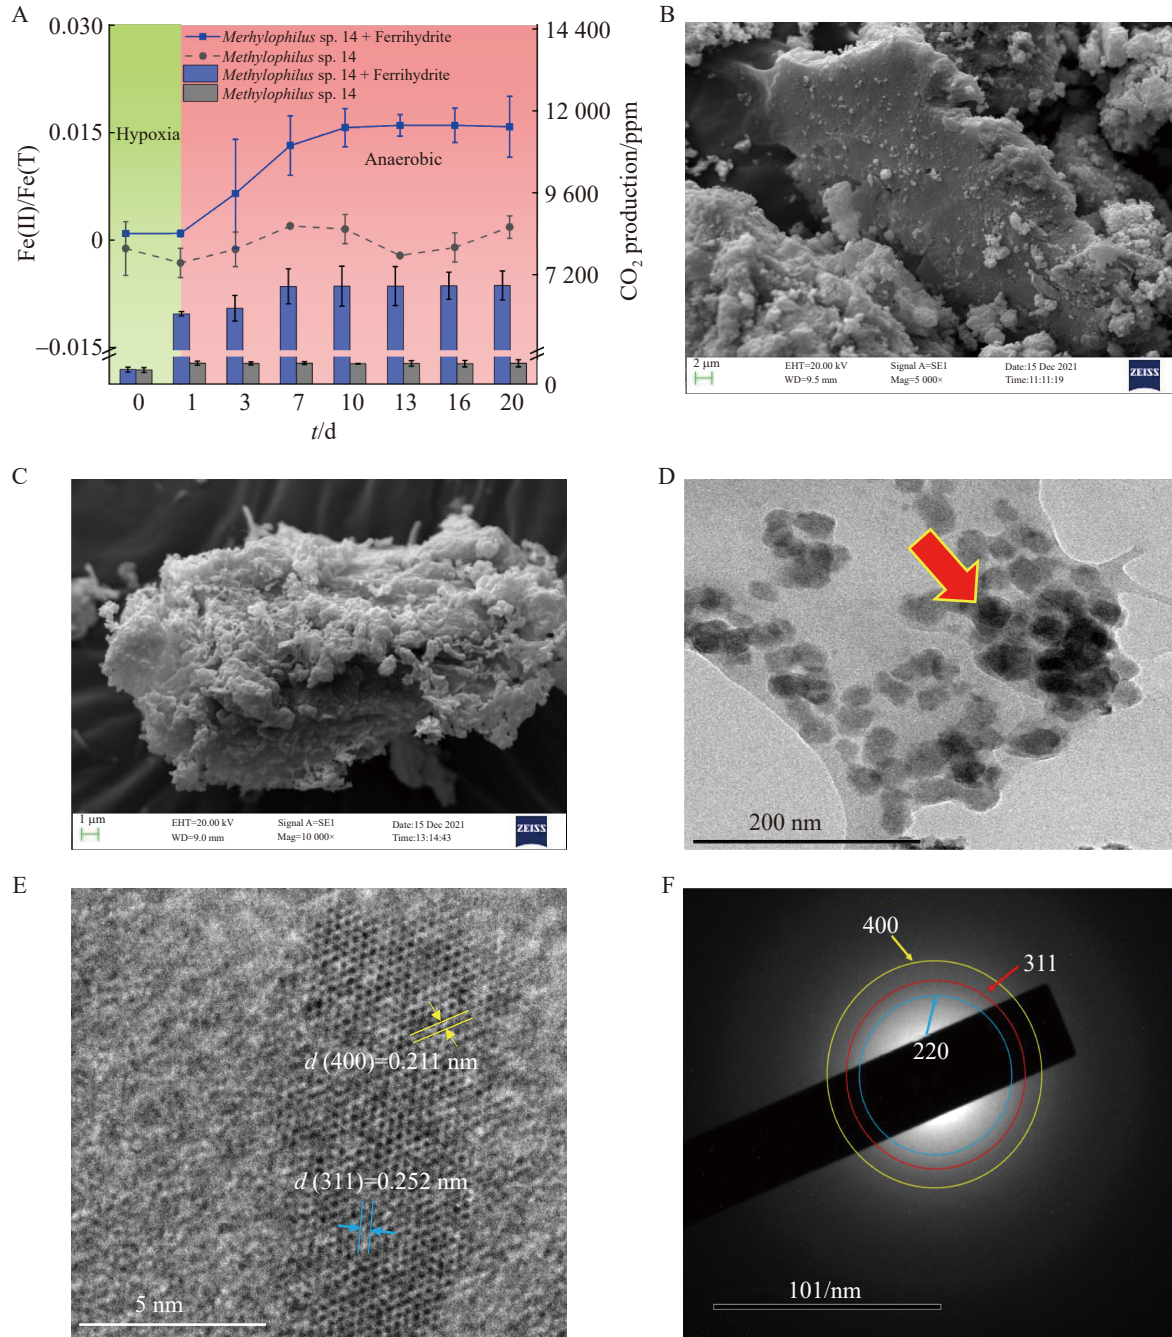 A
0.030
0.015
0
−0.015
Fe(II)/Fe(T)
Merhylophilus sp. 14 + Ferrihydrite
Methylophilus sp. 14
Methylophilus sp. 14 + Ferrihydrite
Methylophilus sp. 14
Hypoxia
Anaerobic
14 400
12 000
9 600
7 200
0
CO2 production/ppm
0 1 3 7 10 13 16 20
t/d
B
2 μm
EHT=20.00 kV Signal A=SE1 Date:15 Dec 2021
WD=9.5 mm Mag=5 000× Time:11:11:19
ZEISS
C
1 μm
EHT=20.00 kV Signal A=SE1 Date:15 Dec 2021
WD=9.0 mm Mag=10 000× Time:13:14:43
ZEISS
D
200 nm
E
d (400)=0.211 nm
d (311)=0.252 nm
5 nm
F
400
311
220
101/nm